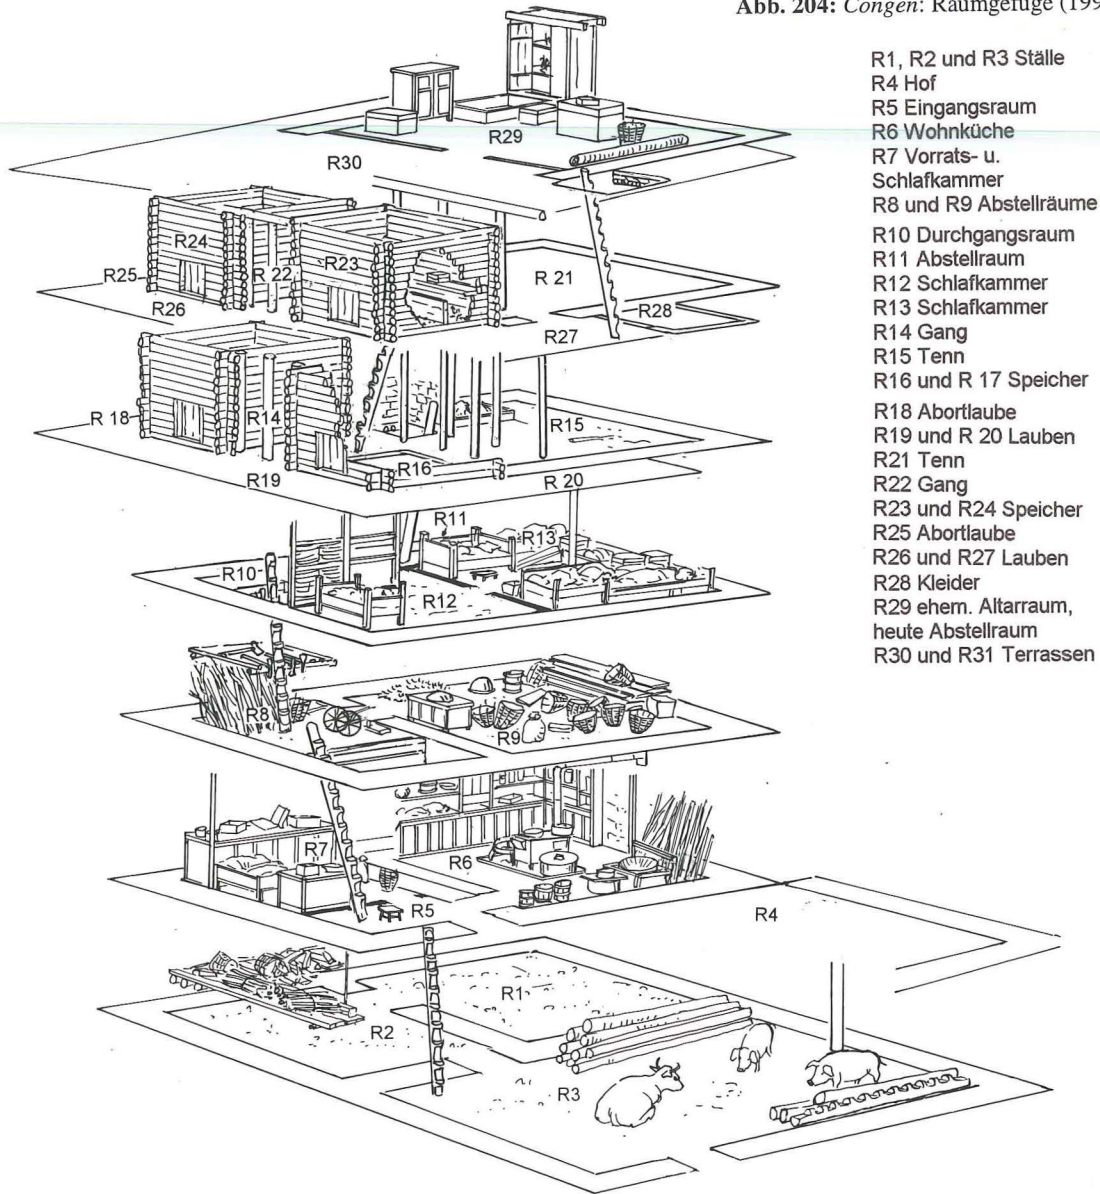 Abb. 204: Congen: Raumgefüge (199
R1, R2 und R3 Ställe
R4 Hof
R5 Eingangsraum
R6 Wohnküche
R7 Vorrats- u.
Schlafkammer
R8 und R9 Abstellräume
R10 Durchgangsraum
R11 Abstellraum
R12 Schlafkammer
R13 Schlafkammer
R14 Gang
R15 Tenn
R16 und R 17 Speicher
R18 Abortlaube
R19 und R 20 Lauben
R21 Tenn
R22 Gang
R23 und R24 Speicher
R25 Abortlaube
R26 und R27 Lauben
R28 Kleider
R29 ehem. Altarraum,
heute Abstellraum
R30 und R31 Terrassen
R29
R30
R24
R25
R 22
R23
R 21
R26
R28
R27
R 18
R14
R15
R16
R19
R 20
R11
R13
R10
R12
R8
R9
R7
R6
R5
R4
R1
R2
R3